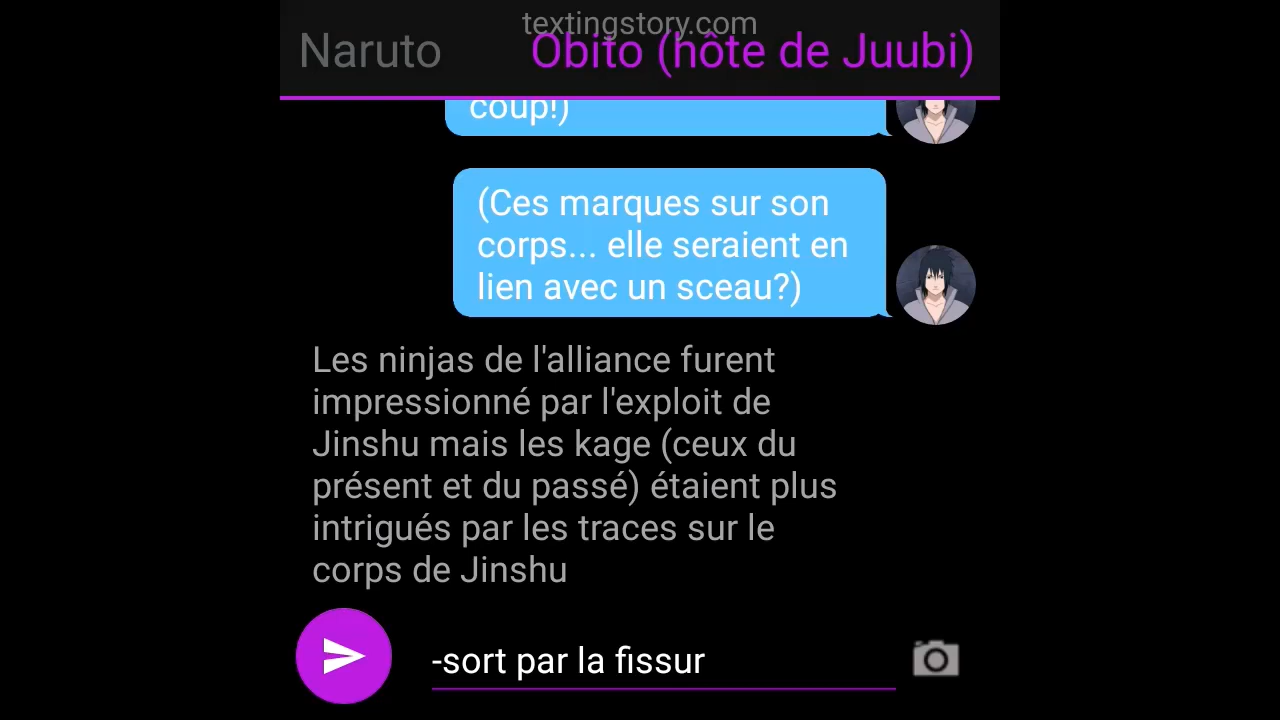 textingstory.com
Naruto
Obito (hôte de Juubi)
coup!)
(Ces marques sur son
corps... elle seraient en
lien avec un sceau?)
Les ninjas de l'alliance furent
impressionné par l'exploit de
Jinshu mais les kage (ceux du
présent et du passé) étaient plus
intrigués par les traces sur le
corps de Jinshu
-sort par la fissur